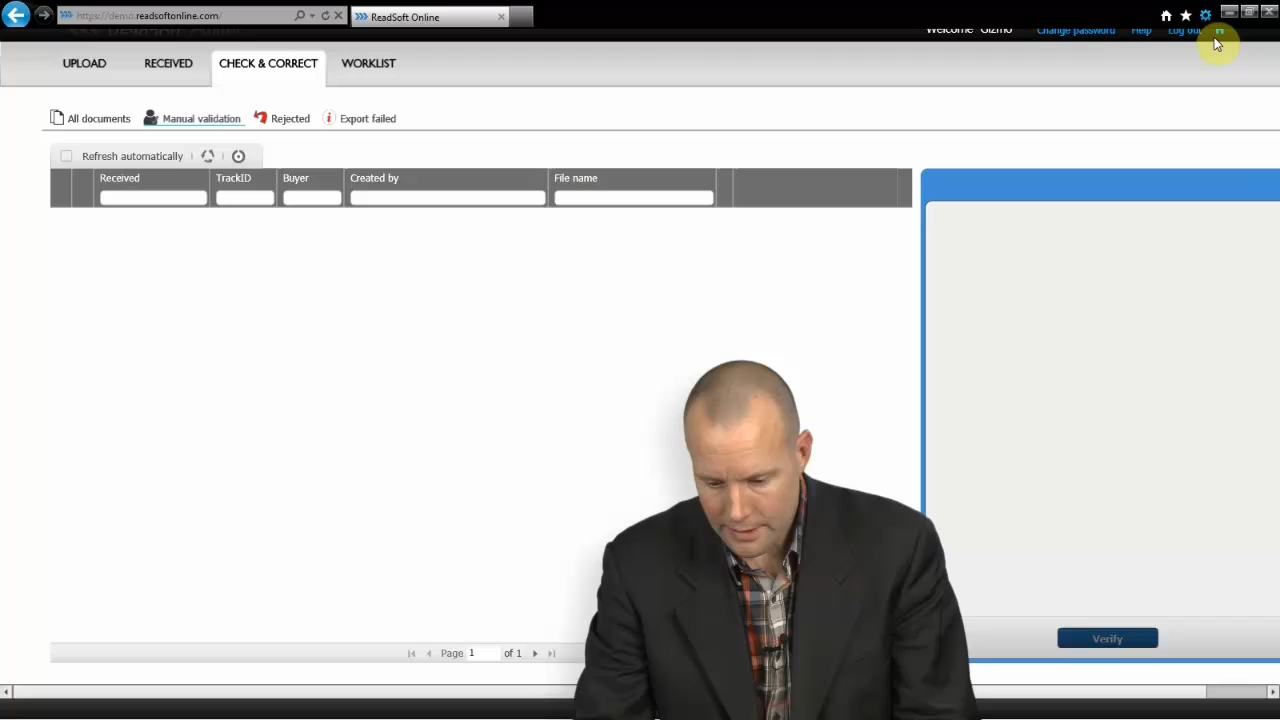 https://demo.readsoftonline.com/
ReadSoft Online
Welcome Gizmo Change password Help Log out
UPLOAD RECEIVED CHECK & CORRECT WORKLIST
All documents Manual validation Rejected Export failed
Refresh automatically
Received TrackID Buyer Created by File name
Page 1 of 1
Verify